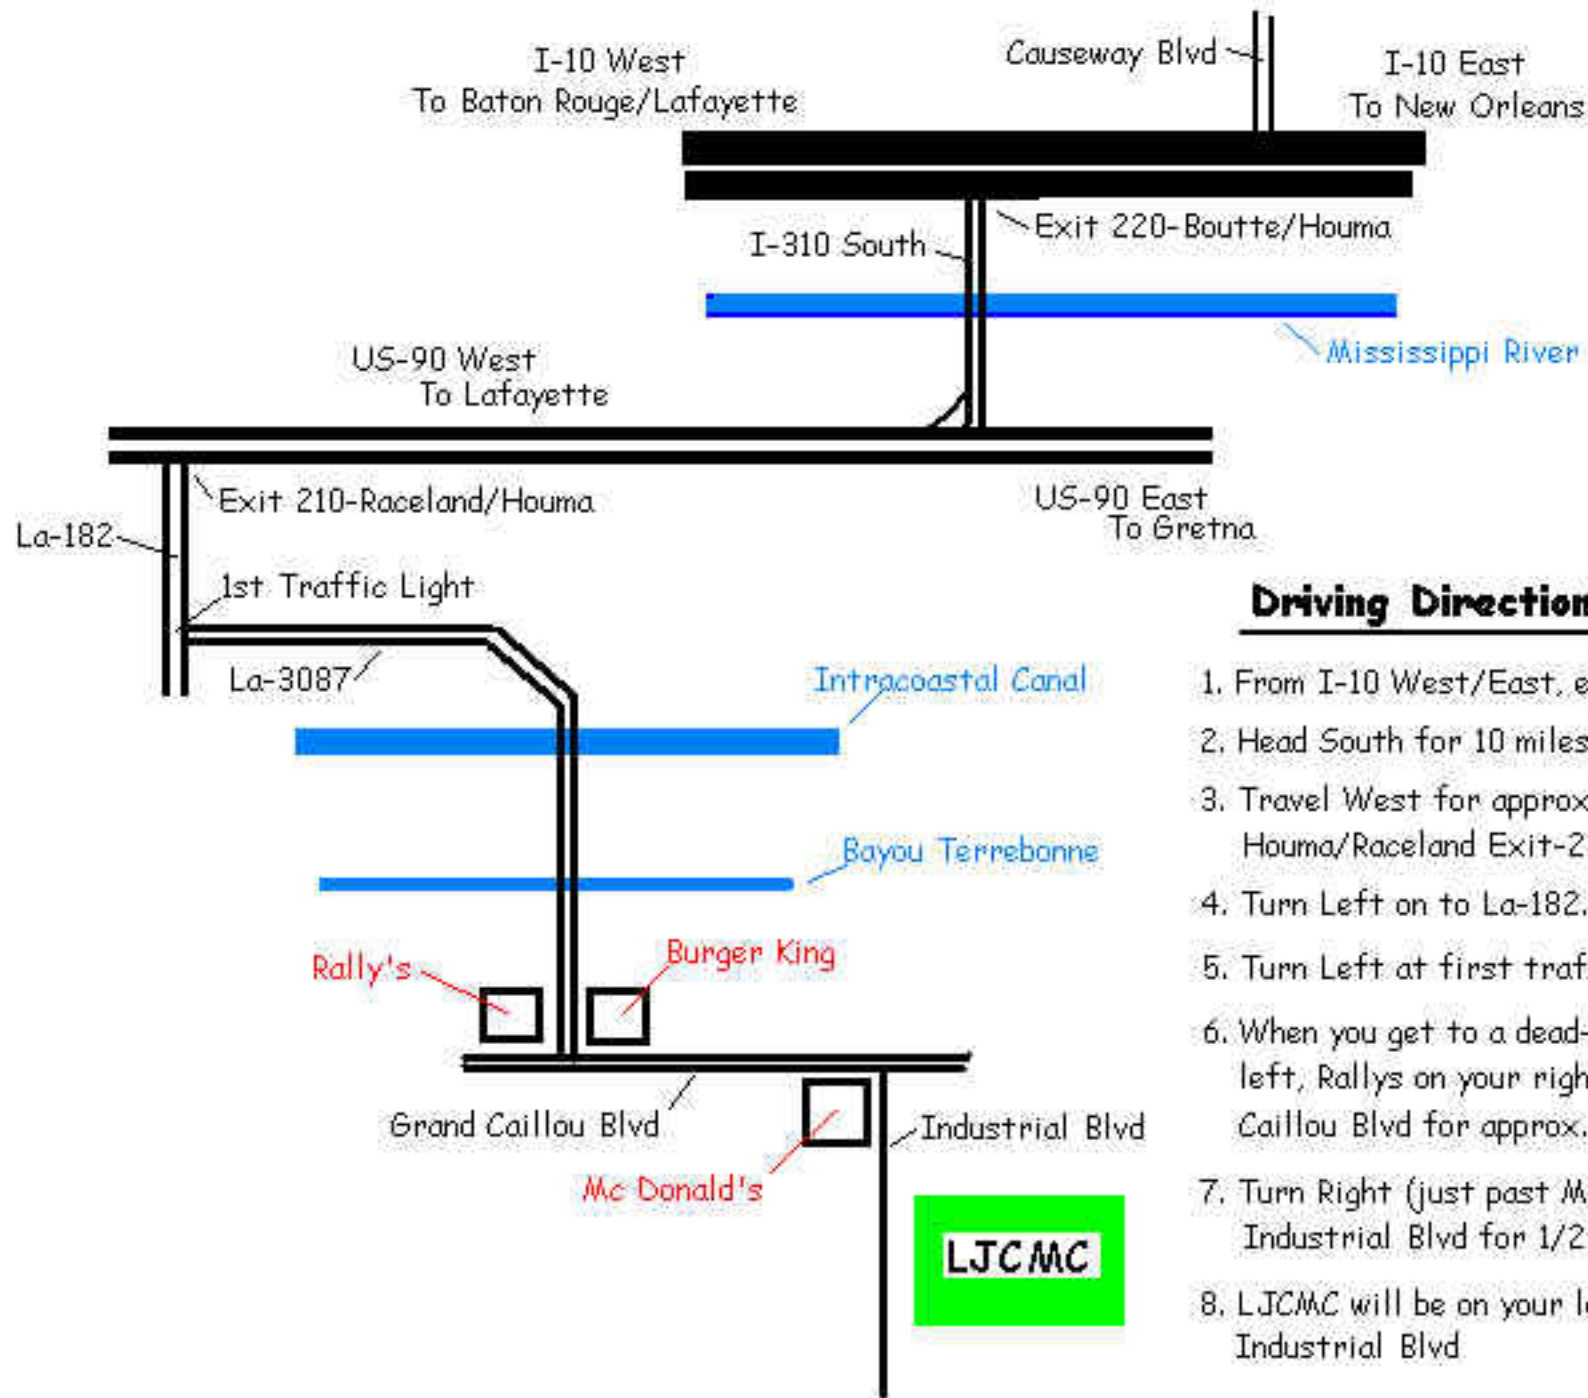 Causeway Blvd
I-10 West
To Baton Rouge/Lafayette
I-10 East
To New Orleans
I-310 South
Exit 220-Boutte/Houma
Mississippi River
US-90 West
To Lafayette
Exit 210-Raceland/Houma
US-90 East
To Gretna
La-182
1st Traffic Light
La-3087
Intracoastal Canal
Bayou Terrebonne
Rally's
Burger King
Grand Caillou Blvd
Industrial Blvd
Mc Donald's
LJCMC
Driving Direction
1. From I-10 West/East, e
2. Head South for 10 miles
3. Travel West for approx
Houma/Raceland Exit-2
4. Turn Left on to La-182.
5. Turn Left at first traf
6. When you get to a dead-
left, Rallys on your righ
Caillou Blvd for approx.
7. Turn Right (just past M
Industrial Blvd for 1/2
8. LJCMC will be on your le
Industrial Blvd